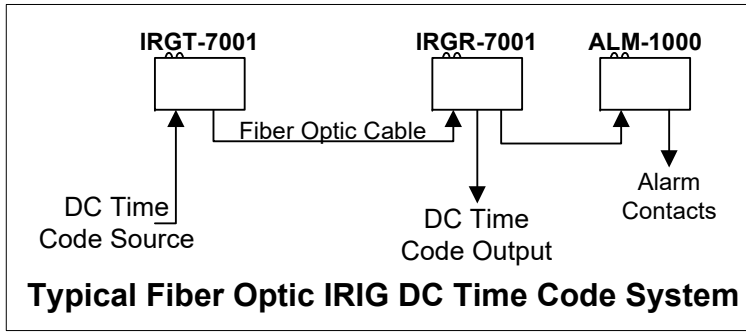 IRGT-7001
IRGR-7001
ALM-1000
Fiber Optic Cable
DC Time
Code Source
DC Time
Code Output
Alarm
Contacts
Typical Fiber Optic IRIG DC Time Code System